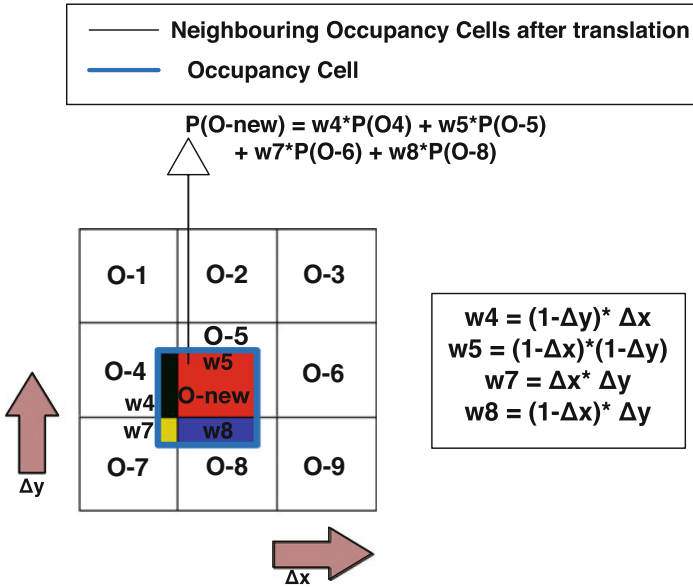 Neighbouring Occupancy Cells after translation
Occupancy Cell
P(O-new) = w4*P(O4) + w5*P(O-5)
+ w7*P(O-6) + w8*P(O-8)
O-1
O-2
O-3
O-5
O-4
w5
O-6
w4
O-new
w7
w8
O-7
O-8
O-9
Δy
Δx
w4 = (1-Δy)* Δx
w5 = (1-Δx)*(1-Δy)
w7 = Δx* Δy
w8 = (1-Δx)* Δy